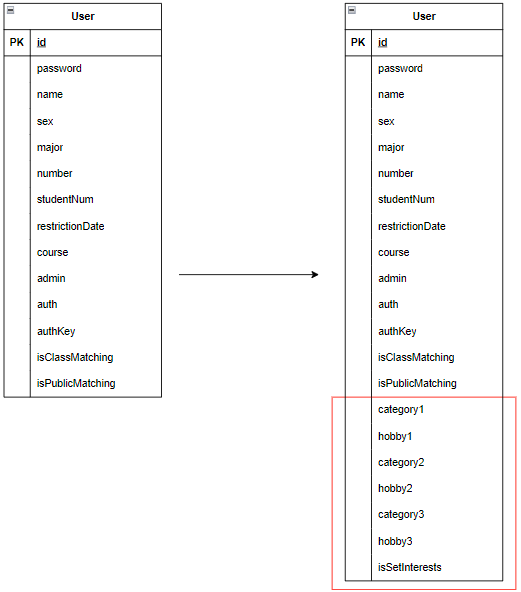 User
PK id
password
name
sex
major
number
studentNum
restrictionDate
course
admin
auth
authKey
isClassMatching
isPublicMatching
User
PK id
password
name
sex
major
number
studentNum
restrictionDate
course
admin
auth
authKey
isClassMatching
isPublicMatching
category1
hobby1
category2
hobby2
category3
hobby3
isSetInterests